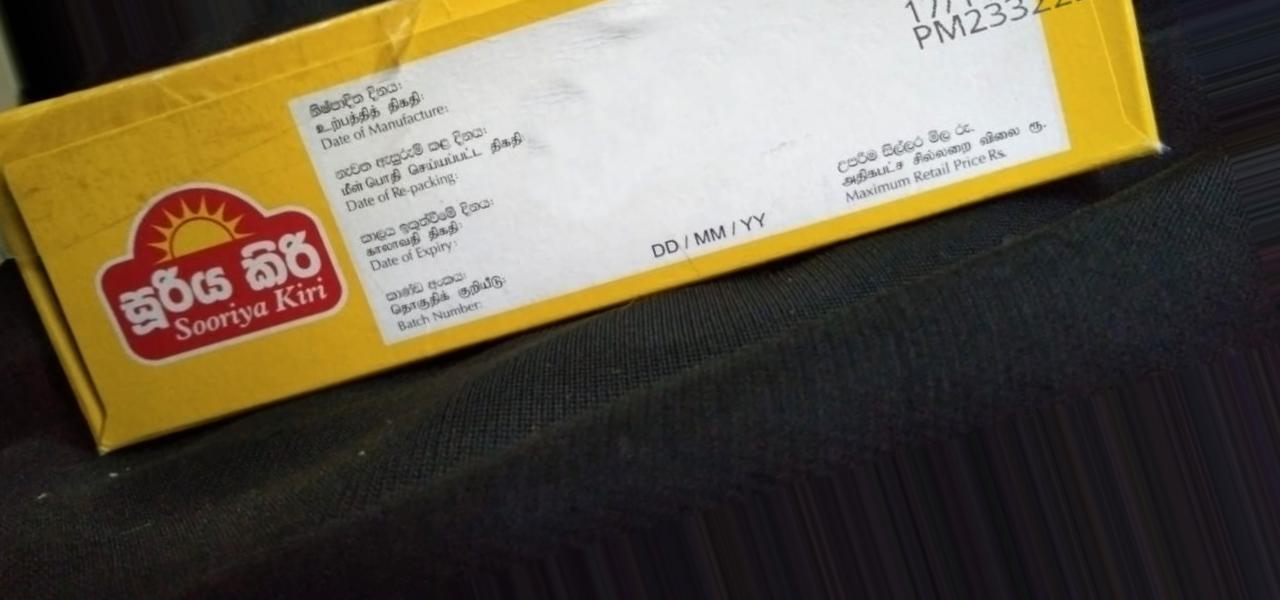 නිෂ්පාදිත දිනය:
உற்பத்தித் திகதி:
Date of Manufacture:
නැවත ඇසුරුම් කළ දිනය:
மீள் பொதி செய்யப்பட்ட திகதி:
Date of Re-packing:
කාලය ඉකුත්වීමේ දිනය:
காலாவதி திகதி:
Date of Expiry:
කාණ්ඩ අංකය:
தொகுதிக் குறியீடு:
Batch Number:
DD / MM / YY
PM2332
උපරිම සිල්ලර මිල රු.
அதிகபட்ச சில்லறை விலை ரூ.
Maximum Retail Price Rs.
සූරිය කිරි
Sooriya Kiri